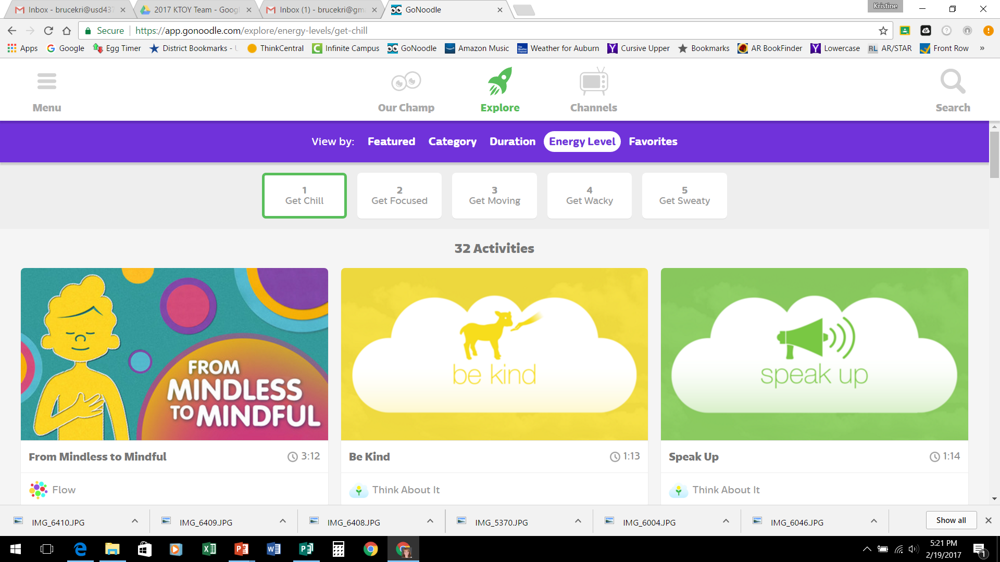 Inbox - brucekri@usd437
2017 KTOY Team - Googl
Inbox (1) - brucekri@gma
GoNoodle
Kristine
Secure
https://app.gonoodle.com/explore/energy-levels/get-chill
Apps
Google
Egg Timer
District Bookmarks - U
ThinkCentral
Infinite Campus
GoNoodle
Amazon Music
Weather for Auburn
Cursive Upper
Bookmarks
AR BookFinder
Lowercase
RL AR/STAR
Front Row
»
Menu
Our Champ
Explore
Channels
Search
View by: Featured Category Duration Energy Level Favorites
1
Get Chill
2
Get Focused
3
Get Moving
4
Get Wacky
5
Get Sweaty
32 Activities
FROM
MINDLESS
TO MINDFUL
be kind
speak up
From Mindless to Mindful 3:12
Be Kind 1:13
Speak Up 1:14
Flow
Think About It
Think About It
IMG_6410.JPG
IMG_6409.JPG
IMG_6408.JPG
IMG_5370.JPG
IMG_6004.JPG
IMG_6046.JPG
Show all
5:21 PM
2/19/2017
1